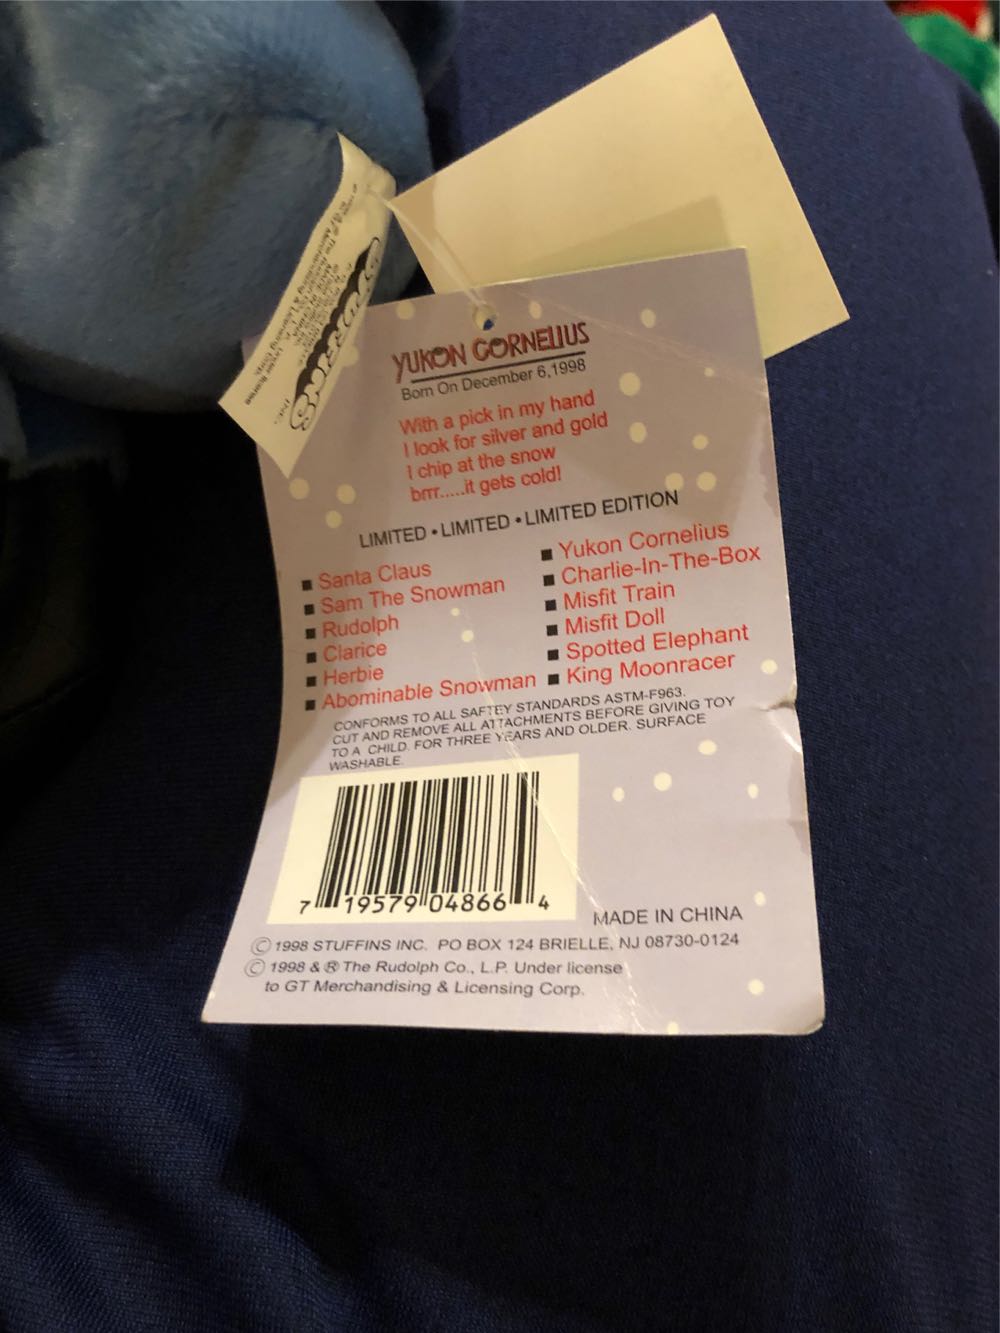 YUKON CORNELIUS
Born On December 6,1998
With a pick in my hand
I look for silver and gold
I chip at the snow
brrr.....it gets cold!
LIMITED • LIMITED • LIMITED EDITION
■ Santa Claus
■ Sam The Snowman
■ Rudolph
■ Clarice
■ Herbie
■ Abominable Snowman
■ Yukon Cornelius
■ Charlie-In-The-Box
■ Misfit Train
■ Misfit Doll
■ Spotted Elephant
■ King Moonracer
CONFORMS TO ALL SAFTEY STANDARDS ASTM-F963.
CUT AND REMOVE ALL ATTACHMENTS BEFORE GIVING TOY
TO A CHILD. FOR THREE YEARS AND OLDER. SURFACE
WASHABLE.
7 19579 04866 4
MADE IN CHINA
© 1998 STUFFINS INC. PO BOX 124 BRIELLE, NJ 08730-0124
© 1998 & ® The Rudolph Co., L.P. Under license
to GT Merchandising & Licensing Corp.
STUFFINS
INC.